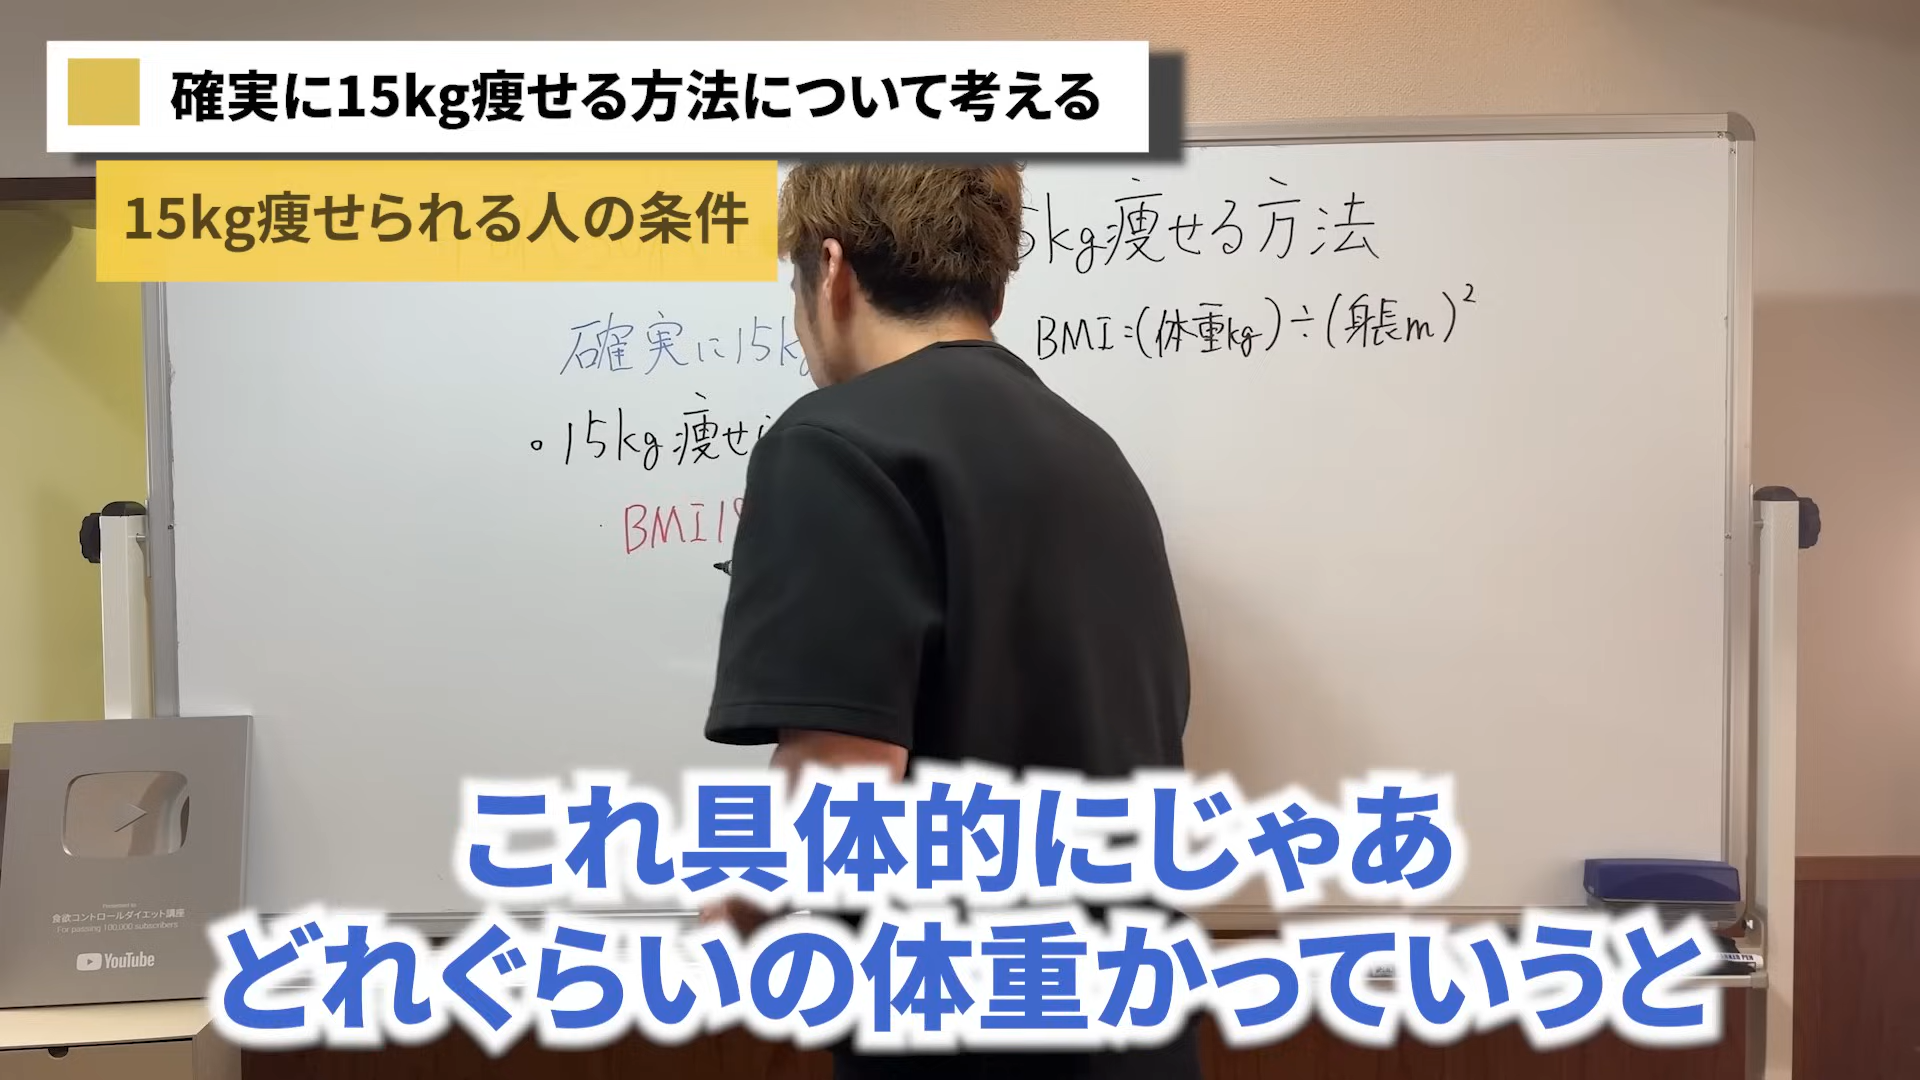 確実に15kg痩せる方法について考える
15kg痩せられる人の条件
5kg痩せる方法
BMI=(体重kg)÷(身長m)²
確実に15kg
・15kg痩せ
BMI18
これ具体的にじゃあ
どれぐらいの体重かっていうと
Presented to
食欲コントロールダイエット講座
For passing 100,000 subscribers
YouTube